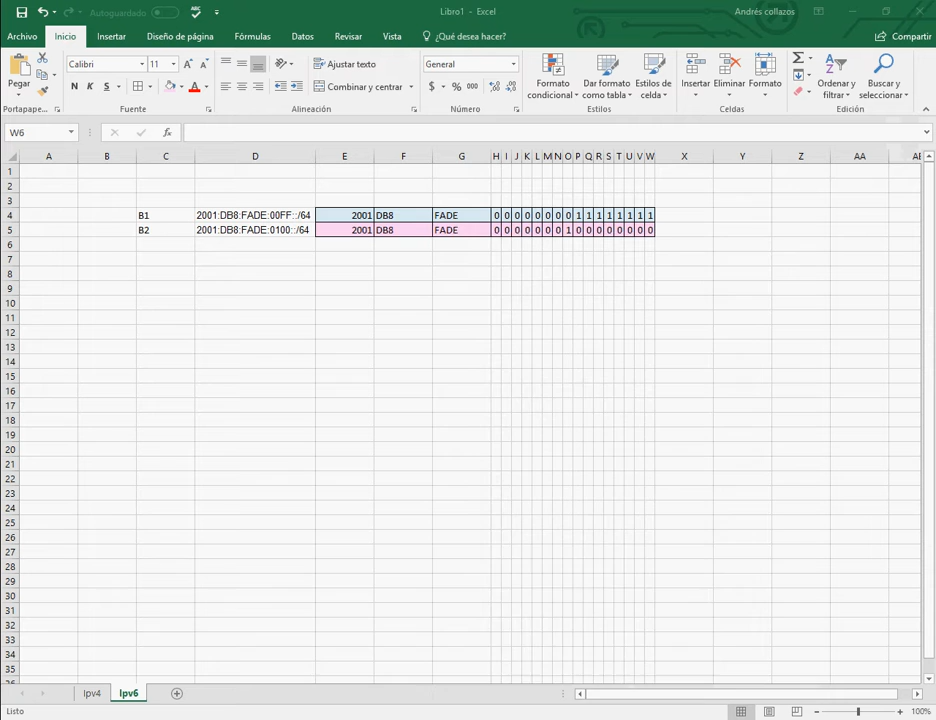 Autoguardado
Libro1 - Excel
Andrés collazos
Archivo Inicio Insertar Diseño de página Fórmulas Datos Revisar Vista ¿Qué desea hacer? Compartir
Pegar
Calibri 11
N K S
Ajustar texto
Combinar y centrar
General
$ % 000
Formato condicional
Dar formato como tabla
Estilos de celda
Insertar Eliminar Formato
Ordenar y filtrar
Buscar y seleccionar
Portapape... Fuente Alineación Número Estilos Celdas Edición
W6 fx
A B C D E F G H I J K L M N O P Q R S T U V W X Y Z AA AB
1
2
3
4 B1 2001:DB8:FADE:00FF::/64 2001 DB8 FADE 0 0 0 0 0 0 0 0 1 1 1 1 1 1 1 1
5 B2 2001:DB8:FADE:0100::/64 2001 DB8 FADE 0 0 0 0 0 0 0 1 0 0 0 0 0 0 0 0
6
7
8
9
10
11
12
13
14
15
16
17
18
19
20
21
22
23
24
25
26
27
28
29
30
31
32
33
34
35
Ipv4 Ipv6
Listo 100%